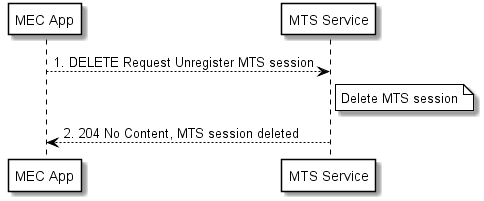 MEC App
MTS Service
1. DELETE Request Unregister MTS session
Delete MTS session
2. 204 No Content, MTS session deleted
MEC App
MTS Service